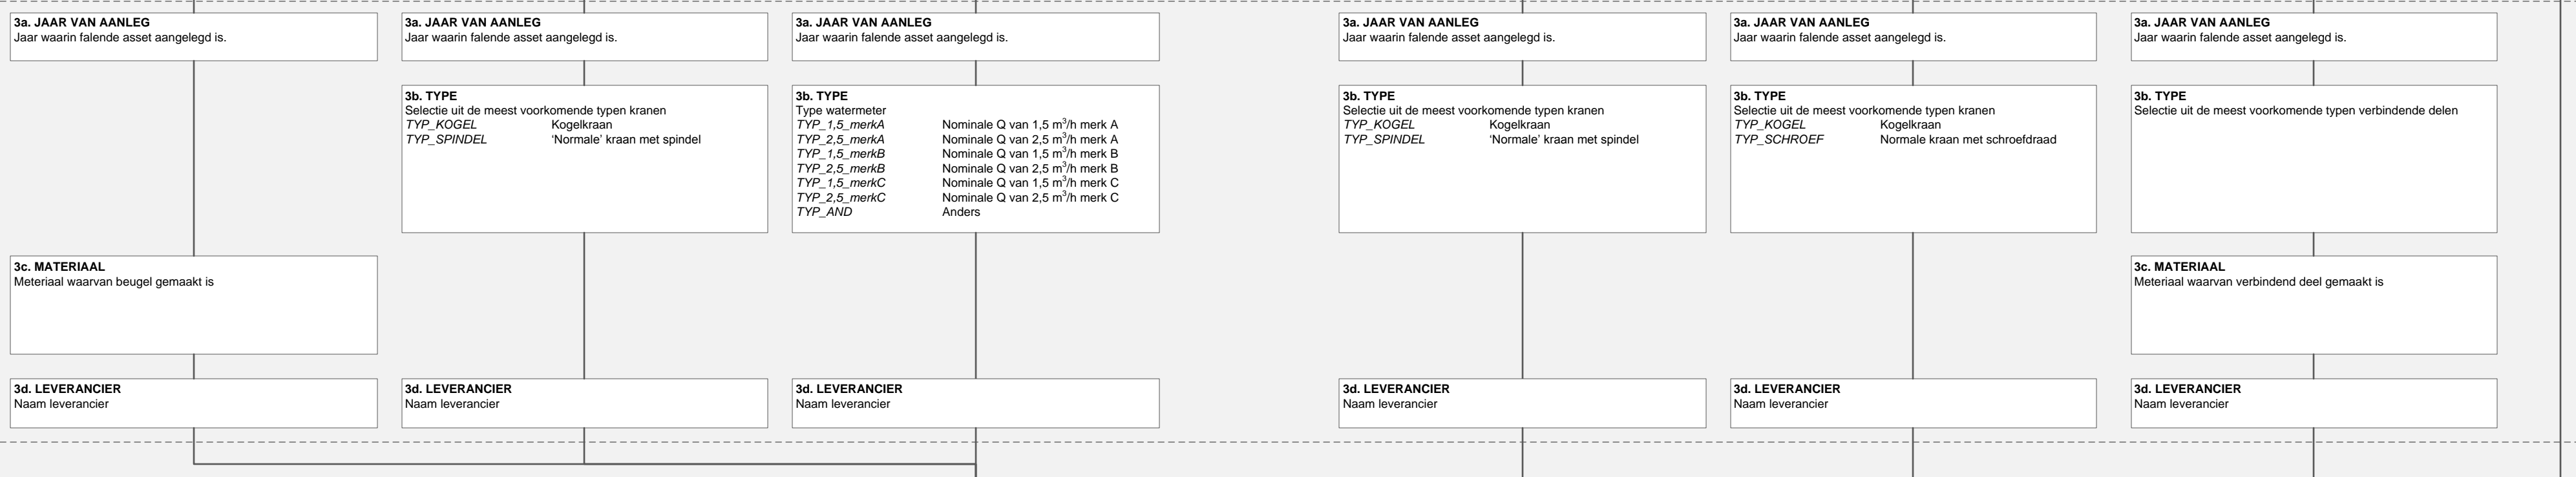 3a. JAAR VAN AANLEG
Jaar waarin falende asset aangelegd is.
3c. MATERIAAL
Meteriaal waarvan beugel gemaakt is
3d. LEVERANCIER
Naam leverancier
3a. JAAR VAN AANLEG
Jaar waarin falende asset aangelegd is.
3b. TYPE
Selectie uit de meest voorkomende typen kranen
TYP_KOGEL Kogelkraan
TYP_SPINDEL ‘Normale’ kraan met spindel
3d. LEVERANCIER
Naam leverancier
3a. JAAR VAN AANLEG
Jaar waarin falende asset aangelegd is.
3b. TYPE
Type watermeter
TYP_1,5_merkA Nominale Q van 1,5 m³/h merk A
TYP_2,5_merkA Nominale Q van 2,5 m³/h merk A
TYP_1,5_merkB Nominale Q van 1,5 m³/h merk B
TYP_2,5_merkB Nominale Q van 2,5 m³/h merk B
TYP_1,5_merkC Nominale Q van 1,5 m³/h merk C
TYP_2,5_merkC Nominale Q van 2,5 m³/h merk C
TYP_AND Anders
3d. LEVERANCIER
Naam leverancier
3a. JAAR VAN AANLEG
Jaar waarin falende asset aangelegd is.
3b. TYPE
Selectie uit de meest voorkomende typen kranen
TYP_KOGEL Kogelkraan
TYP_SPINDEL ‘Normale’ kraan met spindel
3d. LEVERANCIER
Naam leverancier
3a. JAAR VAN AANLEG
Jaar waarin falende asset aangelegd is.
3b. TYPE
Selectie uit de meest voorkomende typen kranen
TYP_KOGEL Kogelkraan
TYP_SCHROEF Normale kraan met schroefdraad
3d. LEVERANCIER
Naam leverancier
3a. JAAR VAN AANLEG
Jaar waarin falende asset aangelegd is.
3b. TYPE
Selectie uit de meest voorkomende typen verbindende delen
3c. MATERIAAL
Meteriaal waarvan verbindend deel gemaakt is
3d. LEVERANCIER
Naam leverancier